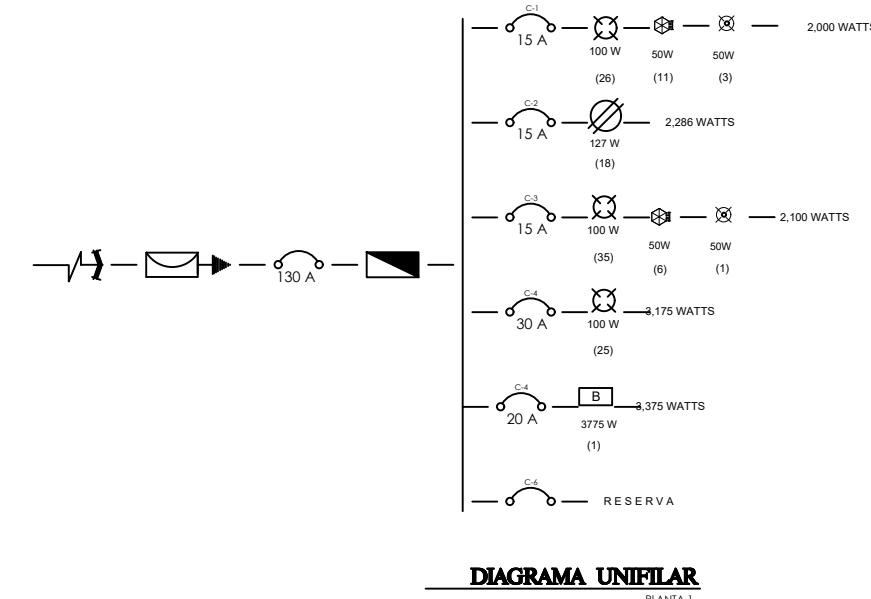 C-1
15 A
100 W
50W
50W
2,000 WATTS
(26)
(11)
(3)
C-2
15 A
127 W
2,286 WATTS
(18)
C-3
15 A
100 W
50W
50W
2,100 WATTS
(35)
(6)
(1)
130 A
C-4
30 A
100 W
3,175 WATTS
(25)
C-4
20 A
B
3775 W
3,375 WATTS
(1)
C-6
RESERVA
DIAGRAMA UNIFILAR
PLANTA 1